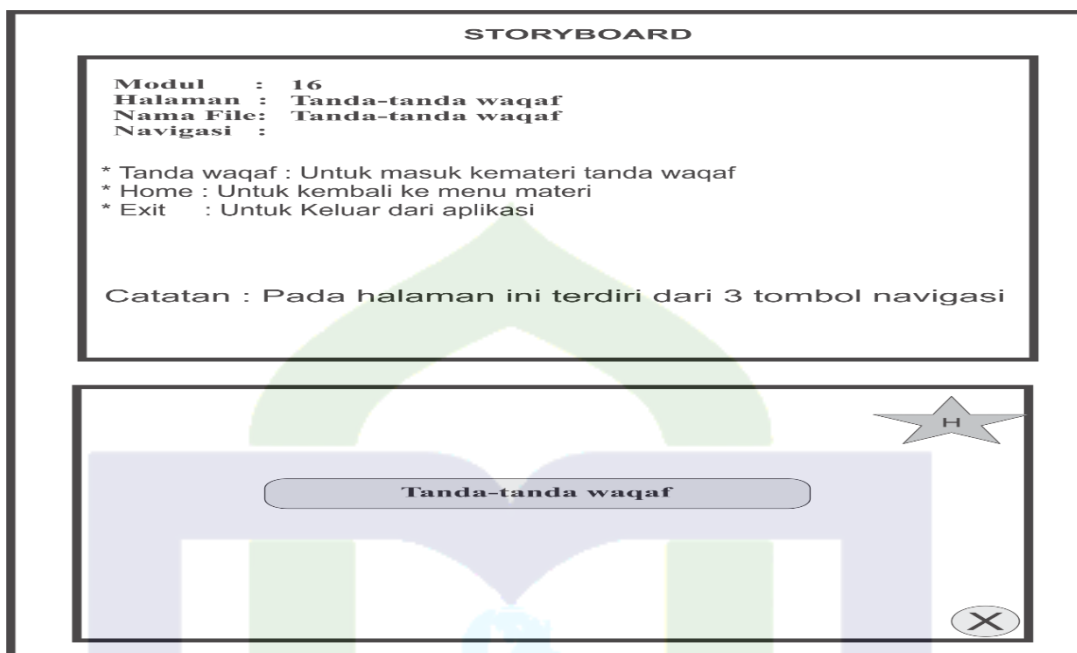 STORYBOARD
Modul : 16
Halaman : Tanda-tanda waqaf
Nama File: Tanda-tanda waqaf
Navigasi :
* Tanda waqaf : Untuk masuk kemateri tanda waqaf
* Home : Untuk kembali ke menu materi
* Exit : Untuk Keluar dari aplikasi
Catatan : Pada halaman ini terdiri dari 3 tombol navigasi
H
Tanda-tanda waqaf
X